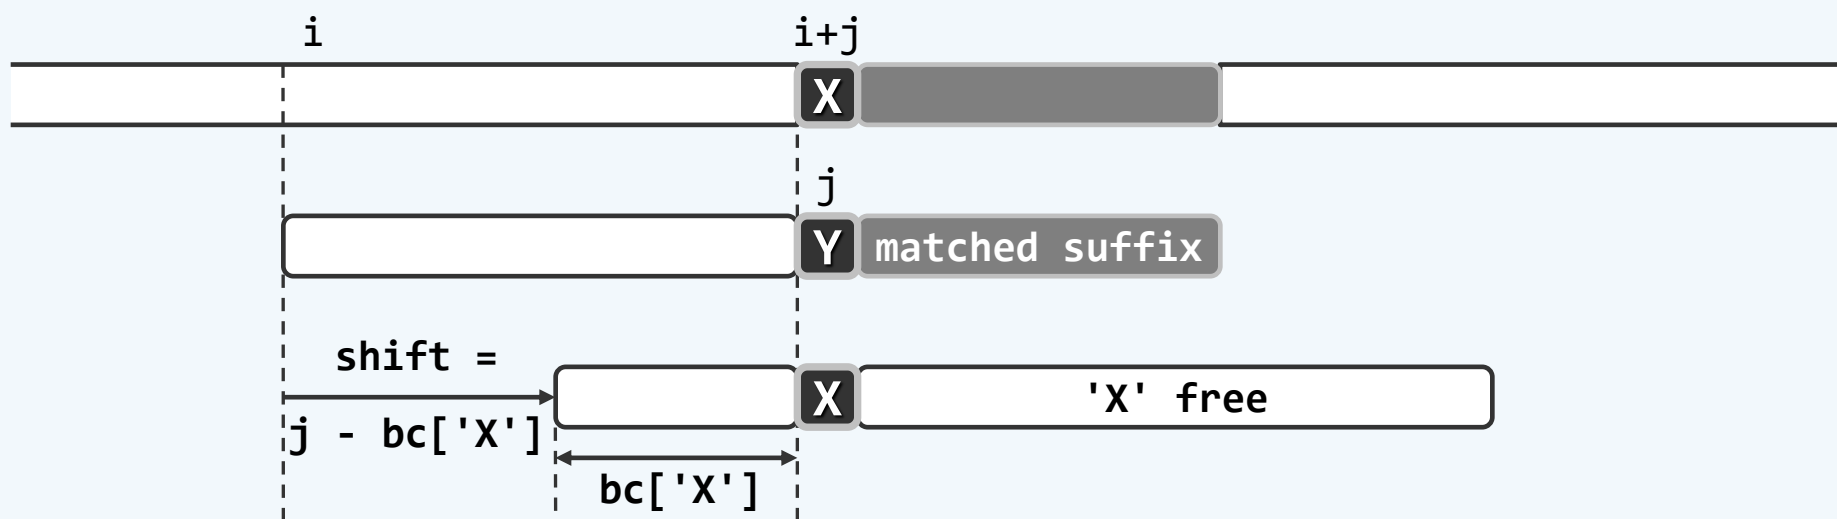 i i+j
X
j
Y matched suffix
shift =
X 'X' free
j - bc['X']
bc['X']